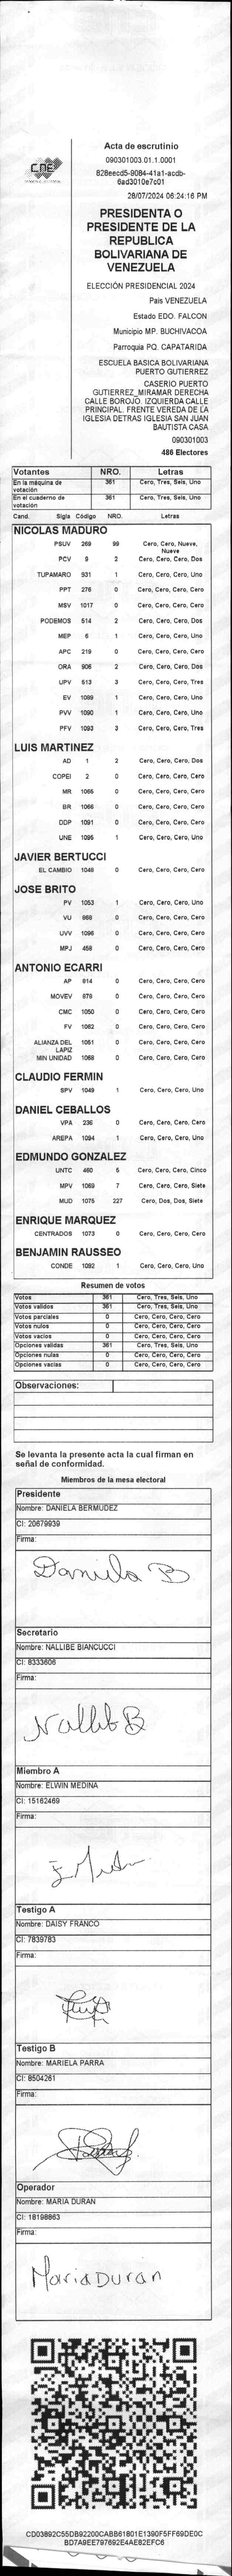 CNE
Acta de escrutinio
090301003.01.1.0001
828eecd5-9084-41a1-acdb-
6ad3010e7c01
28/07/2024 06:24:16 PM
PRESIDENTA O
PRESIDENTE DE LA
REPUBLICA
BOLIVARIANA DE
VENEZUELA
ELECCIÓN PRESIDENCIAL 2024
Pais VENEZUELA
Estado EDO. FALCON
Municipio MP. BUCHIVACOA
Parroquia PQ. CAPATARIDA
ESCUELA BASICA BOLIVARIANA
PUERTO GUTIERREZ
CASERIO PUERTO
GUTIERREZ_MIRAMAR DERECHA
CALLE BOROJO. IZQUIERDA CALLE
PRINCIPAL. FRENTE VEREDA DE LA
IGLESIA DETRAS IGLESIA SAN JUAN
BAUTISTA CASA
090301003
486 Electores
Votantes NRO. Letras
En la máquina de votación 361 Cero, Tres, Seis, Uno
En el cuaderno de votación 361 Cero, Tres, Seis, Uno
Cand. Sigla Código NRO. Letras
NICOLAS MADURO
PSUV 269 99 Cero, Cero, Nueve, Nueve
PCV 9 2 Cero, Cero, Cero, Dos
TUPAMARO 931 1 Cero, Cero, Cero, Uno
PPT 276 0 Cero, Cero, Cero, Cero
MSV 1017 0 Cero, Cero, Cero, Cero
PODEMOS 514 2 Cero, Cero, Cero, Dos
MEP 6 1 Cero, Cero, Cero, Uno
APC 219 0 Cero, Cero, Cero, Cero
ORA 906 2 Cero, Cero, Cero, Dos
UPV 513 3 Cero, Cero, Cero, Tres
EV 1089 1 Cero, Cero, Cero, Uno
PVV 1090 1 Cero, Cero, Cero, Uno
PFV 1093 3 Cero, Cero, Cero, Tres
LUIS MARTINEZ
AD 1 2 Cero, Cero, Cero, Dos
COPEI 2 0 Cero, Cero, Cero, Cero
MR 1065 0 Cero, Cero, Cero, Cero
BR 1066 0 Cero, Cero, Cero, Cero
DDP 1091 0 Cero, Cero, Cero, Cero
UNE 1095 1 Cero, Cero, Cero, Uno
JAVIER BERTUCCI
EL CAMBIO 1048 0 Cero, Cero, Cero, Cero
JOSE BRITO
PV 1053 1 Cero, Cero, Cero, Uno
VU 868 0 Cero, Cero, Cero, Cero
UVV 1096 0 Cero, Cero, Cero, Cero
MPJ 458 0 Cero, Cero, Cero, Cero
ANTONIO ECARRI
AP 814 0 Cero, Cero, Cero, Cero
MOVEV 878 0 Cero, Cero, Cero, Cero
CMC 1050 0 Cero, Cero, Cero, Cero
FV 1062 0 Cero, Cero, Cero, Cero
ALIANZA DEL LAPIZ 1051 0 Cero, Cero, Cero, Cero
MIN UNIDAD 1068 0 Cero, Cero, Cero, Cero
CLAUDIO FERMIN
SPV 1049 1 Cero, Cero, Cero, Uno
DANIEL CEBALLOS
VPA 236 0 Cero, Cero, Cero, Cero
AREPA 1094 1 Cero, Cero, Cero, Uno
EDMUNDO GONZALEZ
UNTC 460 5 Cero, Cero, Cero, Cinco
MPV 1069 7 Cero, Cero, Cero, Siete
MUD 1075 227 Cero, Dos, Dos, Siete
ENRIQUE MARQUEZ
CENTRADOS 1073 0 Cero, Cero, Cero, Cero
BENJAMIN RAUSSEO
CONDE 1092 1 Cero, Cero, Cero, Uno
Resumen de votos
Votos 361 Cero, Tres, Seis, Uno
Votos validos 361 Cero, Tres, Seis, Uno
Votos parciales 0 Cero, Cero, Cero, Cero
Votos nulos 0 Cero, Cero, Cero, Cero
Votos vacios 0 Cero, Cero, Cero, Cero
Opciones validas 361 Cero, Tres, Seis, Uno
Opciones nulas 0 Cero, Cero, Cero, Cero
Opciones vacias 0 Cero, Cero, Cero, Cero
Observaciones:
Se levanta la presente acta la cual firman en
señal de conformidad.
Miembros de la mesa electoral
Presidente
Nombre: DANIELA BERMUDEZ
CI: 20679939
Firma:
Daniela B
Secretario
Nombre: NALLIBE BIANCUCCI
CI: 8333606
Firma:
Nallib B
Miembro A
Nombre: ELWIN MEDINA
CI: 15162469
Firma:
Testigo A
Nombre: DAISY FRANCO
CI: 7839783
Firma:
Testigo B
Nombre: MARIELA PARRA
CI: 8504261
Firma:
Operador
Nombre: MARIA DURAN
CI: 18198863
Firma:
Maria Duran
CD03892C55DB92200CABB61801E1390F5FF69DE0C
BD7A9EE797692E4AE82EFC6